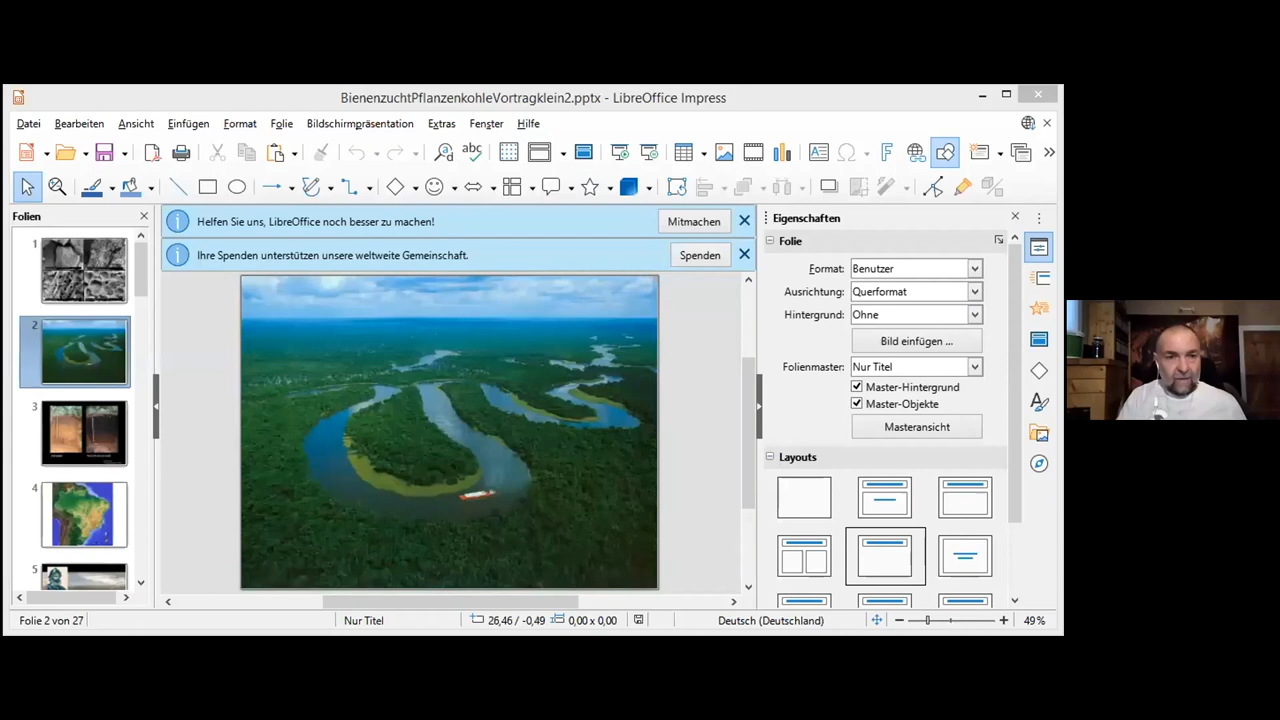 BienenzuchtPflanzenkohleVortragklein2.pptx - LibreOffice Impress
Datei Bearbeiten Ansicht Einfügen Format Folie Bildschirmpräsentation Extras Fenster Hilfe
Folien
Helfen Sie uns, LibreOffice noch besser zu machen! Mitmachen
Ihre Spenden unterstützen unsere weltweite Gemeinschaft. Spenden
1
2
3
4
5
Eigenschaften
Folie
Format: Benutzer
Ausrichtung: Querformat
Hintergrund: Ohne
Bild einfügen ...
Folienmaster: Nur Titel
Master-Hintergrund
Master-Objekte
Masteransicht
Layouts
Folie 2 von 27 Nur Titel 26,46 / -0,49 0,00 x 0,00 Deutsch (Deutschland) 49%